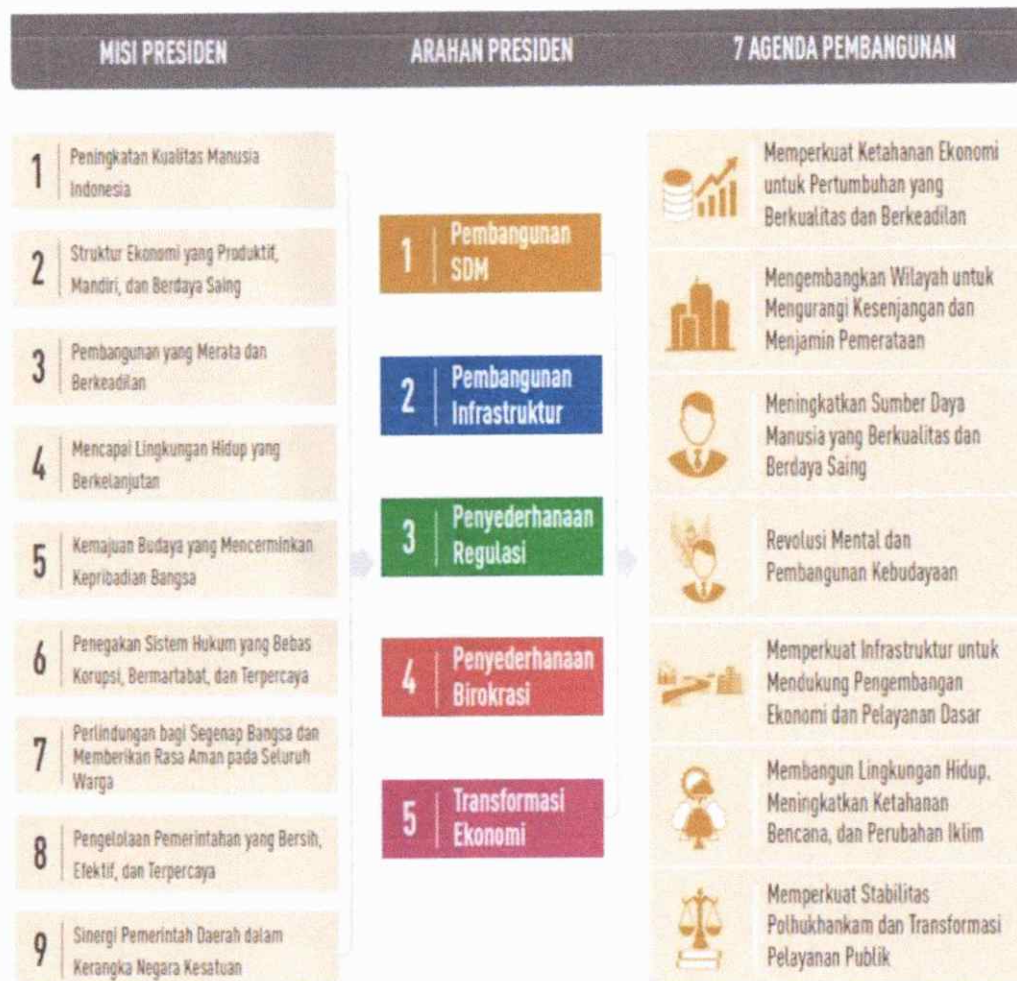 MISI PRESIDEN
ARAHAN PRESIDEN
7 AGENDA PEMBANGUNAN
1
Peningkatan Kualitas Manusia
Indonesia
2
Struktur Ekonomi yang Produktif,
Mandiri, dan Berdaya Saing
3
Pembangunan yang Merata dan
Berkeadilan
4
Mencapai Lingkungan Hidup yang
Berkelanjutan
5
Kemajuan Budaya yang Mencerminkan
Kepribadian Bangsa
6
Penegakan Sistem Hukum yang Bebas
Korupsi, Bermartabat, dan Terpercaya
7
Perlindungan bagi Segenap Bangsa dan
Memberikan Rasa Aman pada Seluruh
Warga
8
Pengelolaan Pemerintahan yang Bersih,
Efektif, dan Terpercaya
9
Sinergi Pemerintah Daerah dalam
Kerangka Negara Kesatuan
1
Pembangunan
SDM
2
Pembangunan
Infrastruktur
3
Penyederhanaan
Regulasi
4
Penyederhanaan
Birokrasi
5
Transformasi
Ekonomi
Memperkuat Ketahanan Ekonomi
untuk Pertumbuhan yang
Berkualitas dan Berkeadilan
Mengembangkan Wilayah untuk
Mengurangi Kesenjangan dan
Menjamin Pemerataan
Meningkatkan Sumber Daya
Manusia yang Berkualitas dan
Berdaya Saing
Revolusi Mental dan
Pembangunan Kebudayaan
Memperkuat Infrastruktur untuk
Mendukung Pengembangan
Ekonomi dan Pelayanan Dasar
Membangun Lingkungan Hidup,
Meningkatkan Ketahanan
Bencana, dan Perubahan Iklim
Memperkuat Stabilitas
Polhukhankam dan Transformasi
Pelayanan Publik